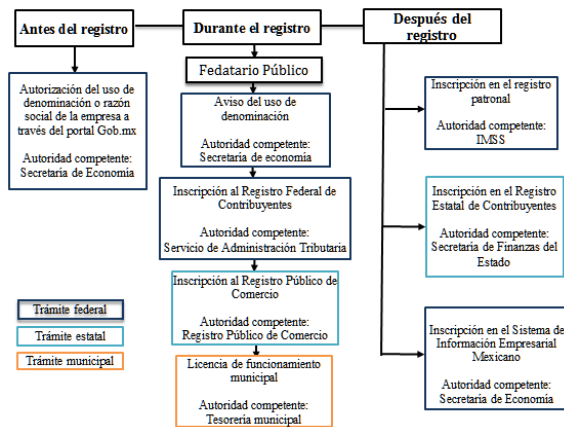 Antes del registro
Durante el registro
Después del
registro
Fedatario Público
Autorización del uso de
denominación o razón
social de la empresa a
través del portal Gob.mx
Autoridad competente:
Secretaría de Economía
Aviso del uso de
denominación
Autoridad competente:
Secretaría de economía
Inscripción al Registro Federal de
Contribuyentes
Autoridad competente:
Servicio de Administración Tributaria
Inscripción al Registro Público de
Comercio
Autoridad competente:
Registro Público de Comercio
Licencia de funcionamiento
municipal
Autoridad competente:
Tesorería municipal
Inscripción en el registro
patronal
Autoridad competente:
IMSS
Inscripción en el Registro
Estatal de Contribuyentes
Autoridad competente:
Secretaria de Finanzas del
Estado
Inscripción en el Sistema de
Información Empresarial
Mexicano
Autoridad competente:
Secretaría de Economía
Trámite federal
Trámite estatal
Trámite municipal